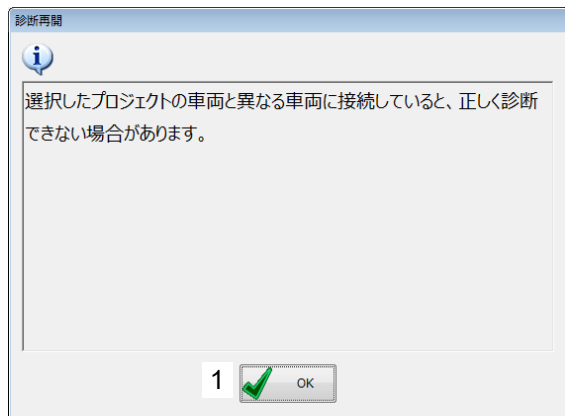 診断再開
選択したプロジェクトの車両と異なる車両に接続していると、正しく診断
できない場合があります。
1 OK